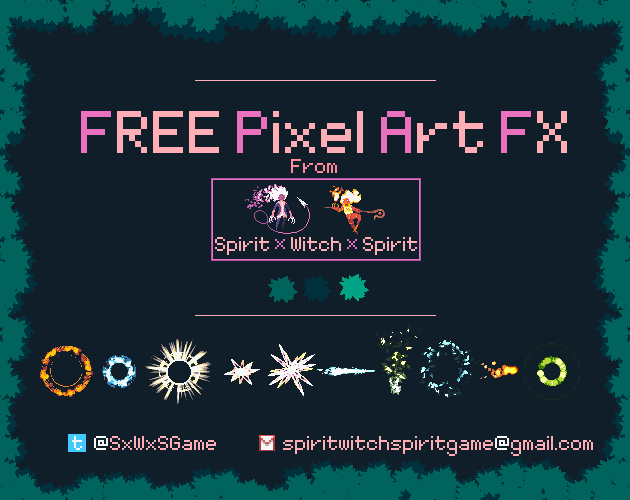 FREE Pixel Art FX
From
Spirit x Witch x Spirit
t @SxWxSGame
spiritwitchspiritgame@gmail.com